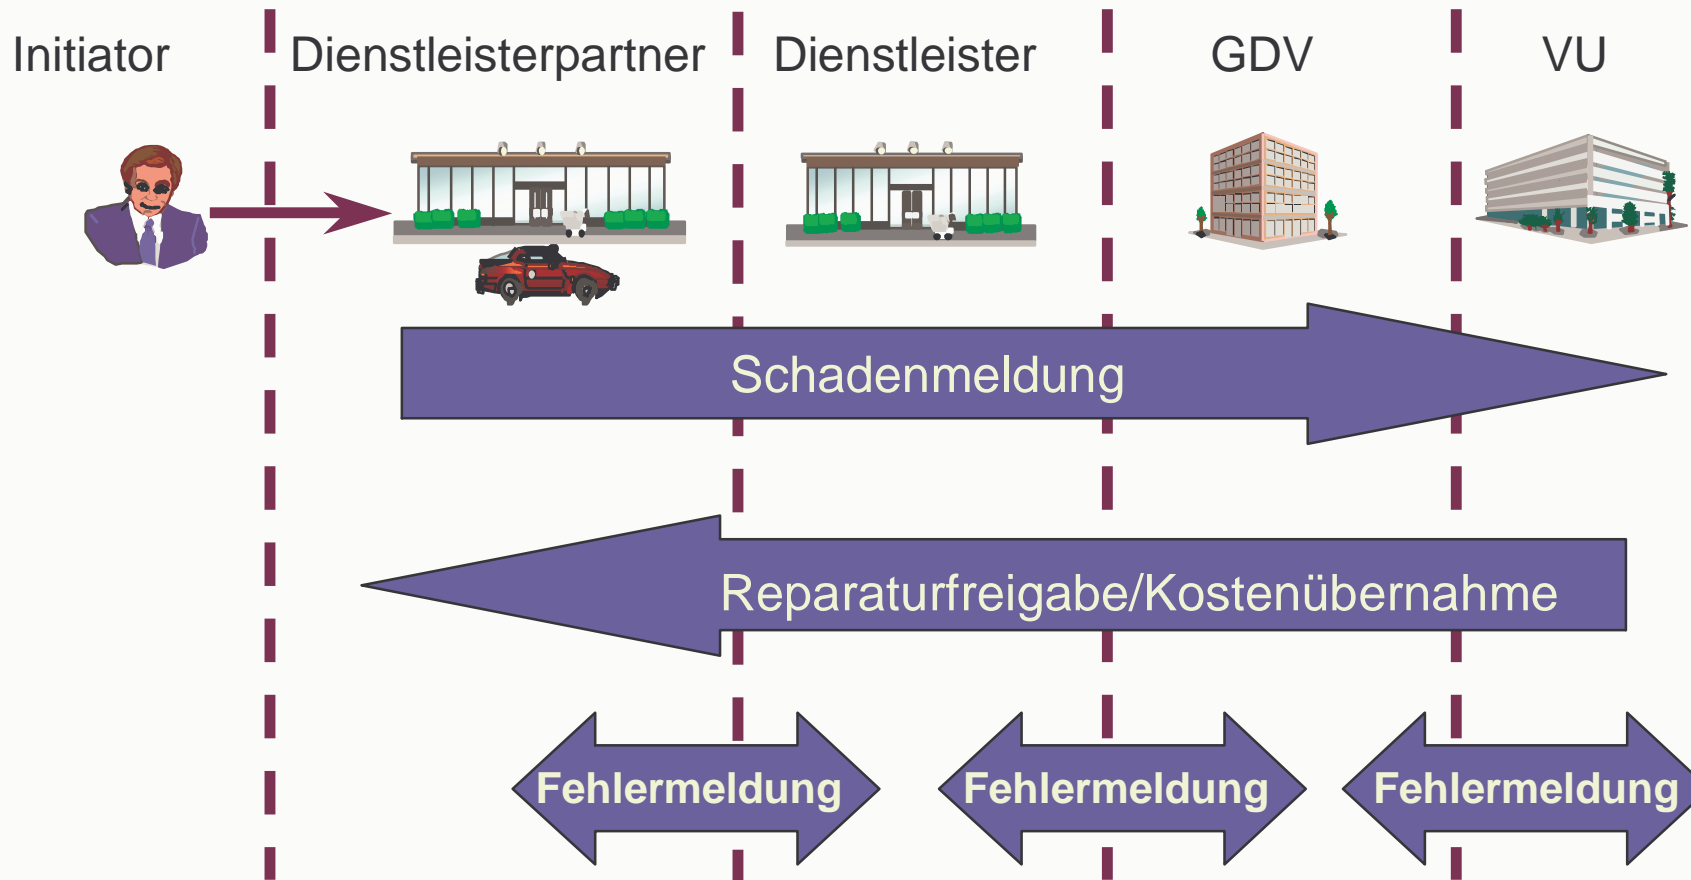 Initiator
Dienstleisterpartner
Dienstleister
GDV
VU
Schadenmeldung
Reparaturfreigabe/Kostenübernahme
Fehlermeldung
Fehlermeldung
Fehlermeldung